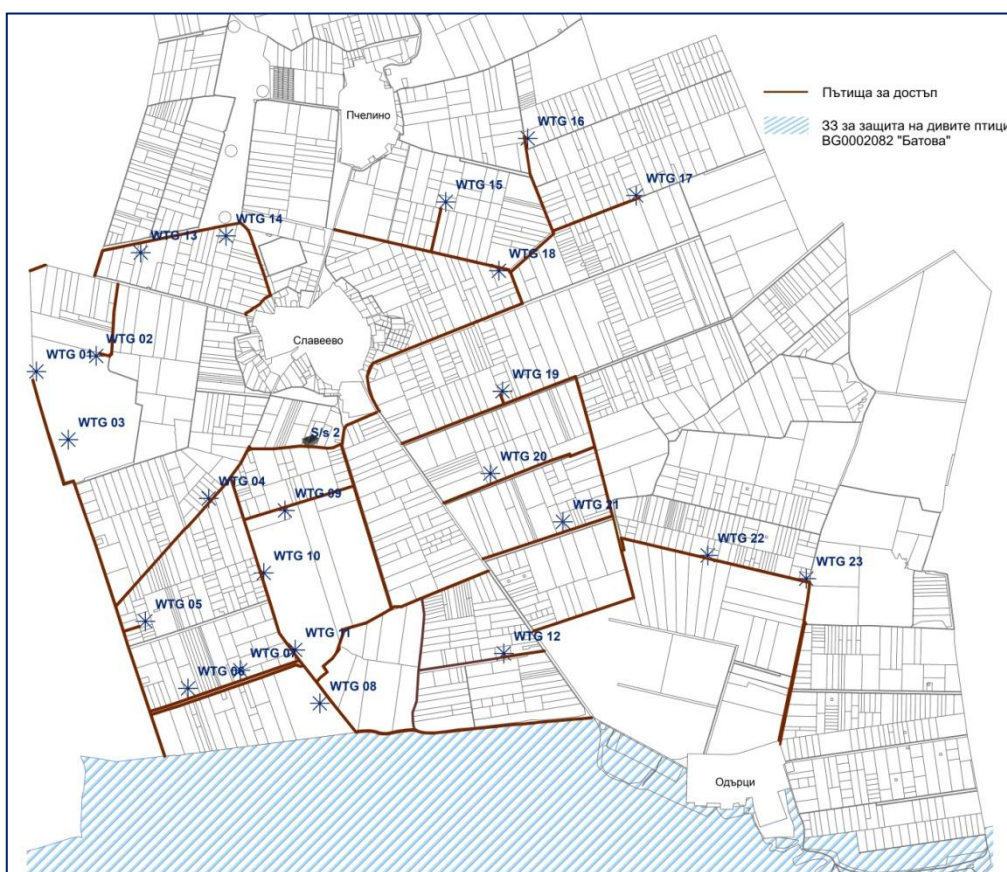 Пчелино
WTG 16
Пътища за достъп
ЗЗ за защита на дивите птици
BG0002082 "Батова"
WTG 15
WTG 17
WTG 14
WTG 13
WTG 18
WTG 02
Славеево
WTG 01
WTG 19
WTG 03
S/s 2
WTG 20
WTG 04
WTG 09
WTG 21
WTG 22
WTG 10
WTG 23
WTG 05
WTG 11
WTG 12
WTG 07
WTG 06
WTG 08
Одърци